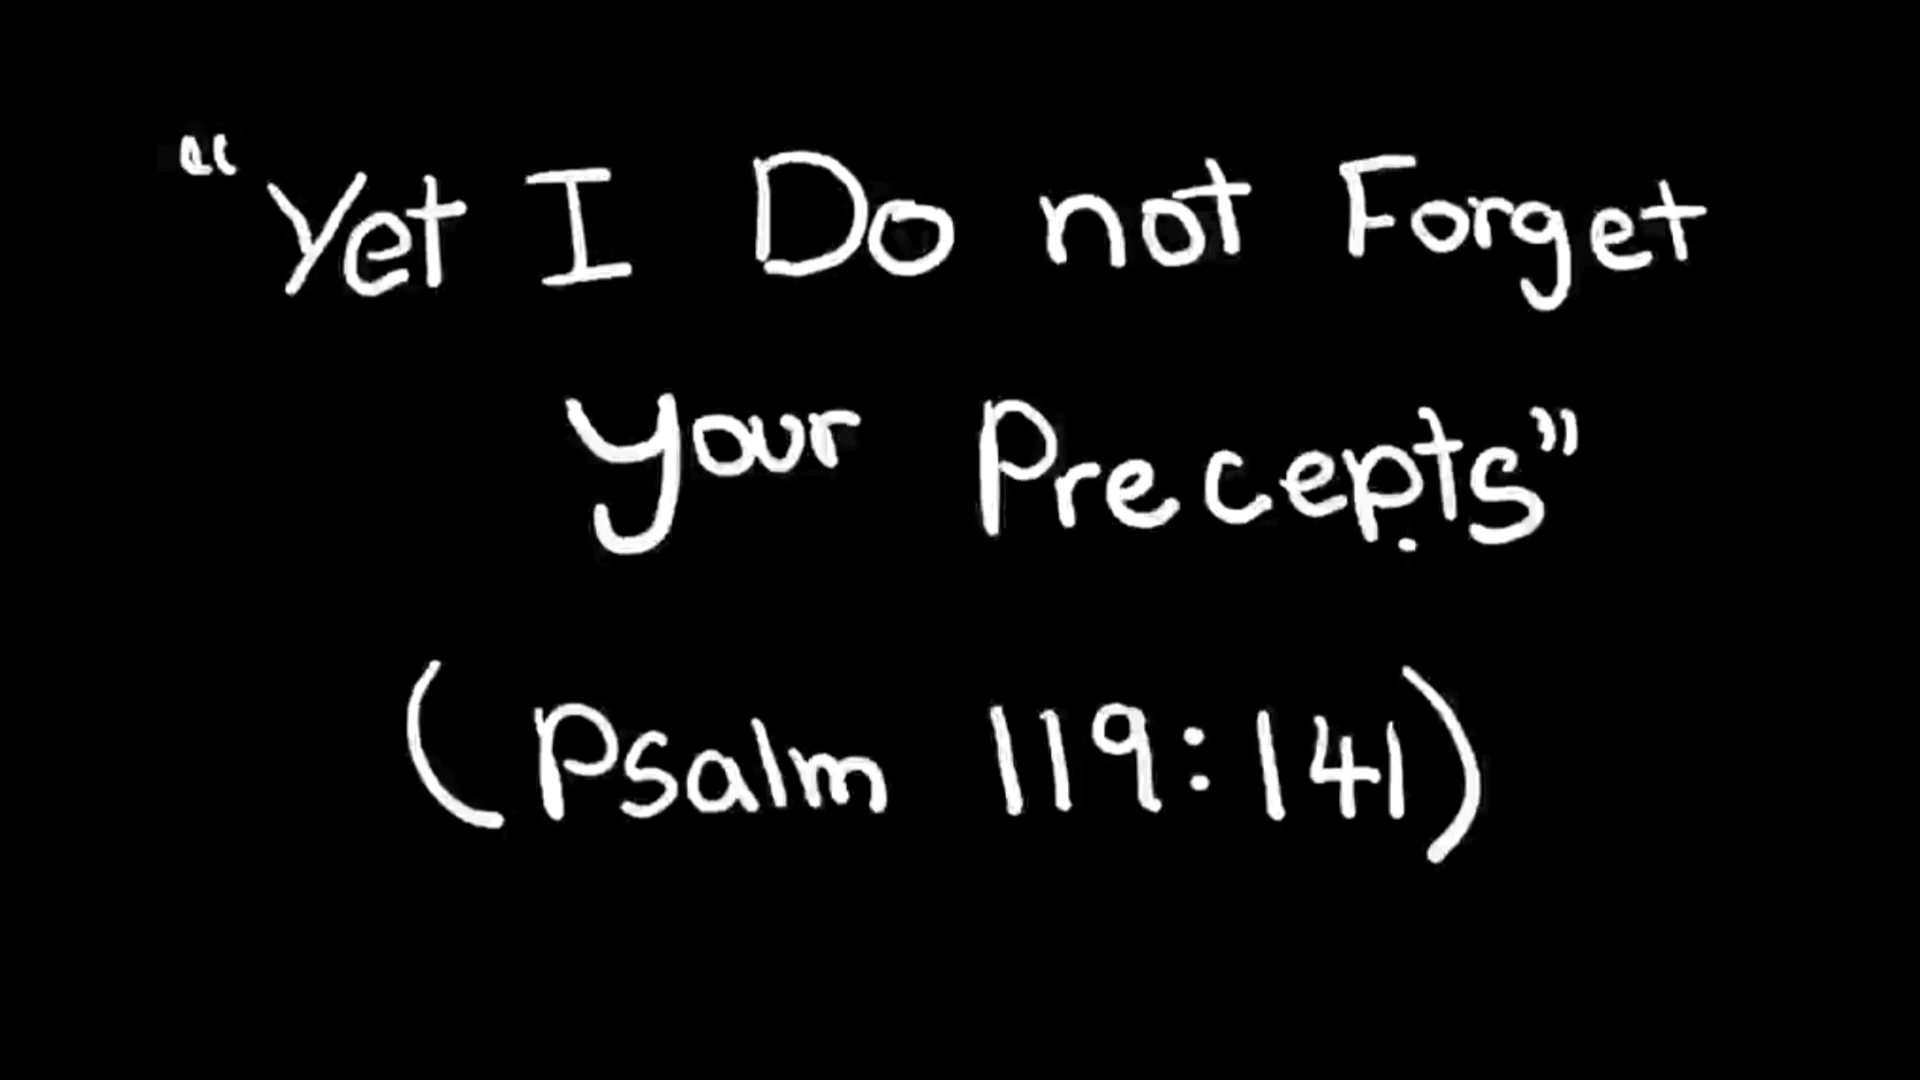 "Yet I Do not Forget
your Precepts"
(Psalm 119:141)